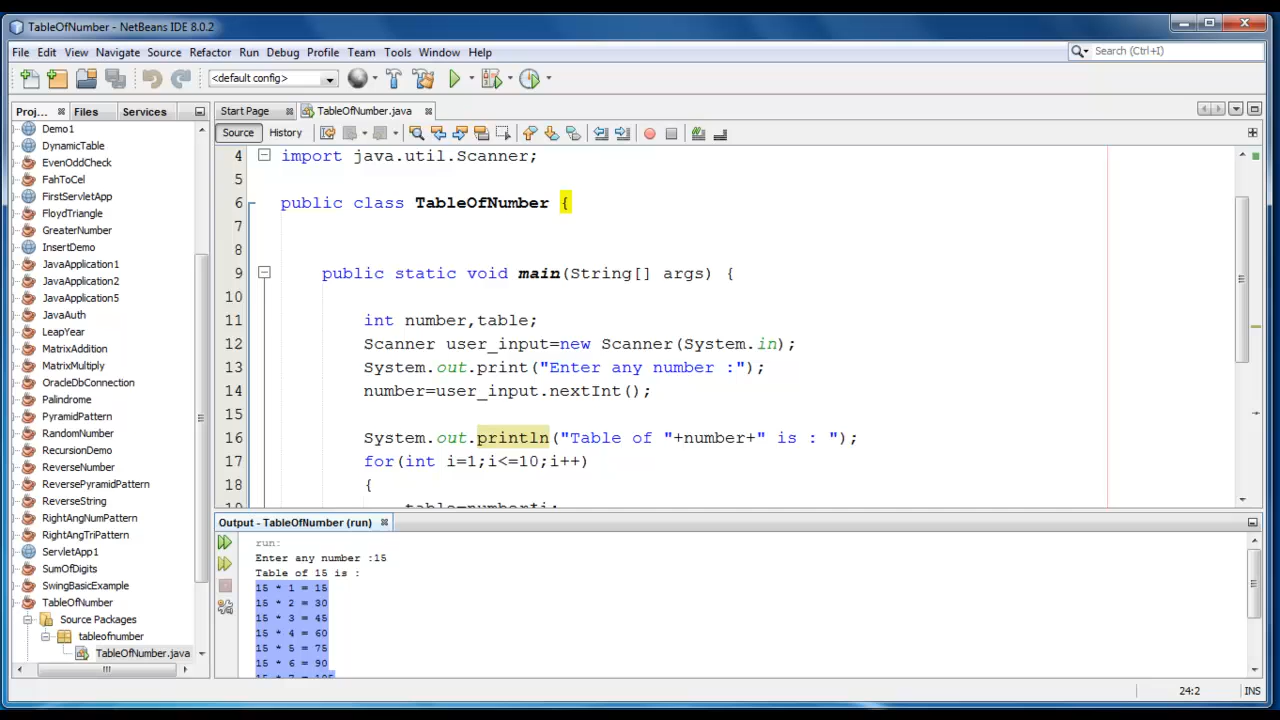 TableOfNumber - NetBeans IDE 8.0.2
File Edit View Navigate Source Refactor Run Debug Profile Team Tools Window Help
Search (Ctrl+I)
<default config>
Proj... Files Services
Start Page TableOfNumber.java
Source History
Demo1
DynamicTable
EvenOddCheck
FahToCel
FirstServletApp
FloydTriangle
GreaterNumber
InsertDemo
JavaApplication1
JavaApplication2
JavaApplication5
JavaAuth
LeapYear
MatrixAddition
MatrixMultiply
OracleDbConnection
Palindrome
PyramidPattern
RandomNumber
RecursionDemo
ReverseNumber
ReversePyramidPattern
ReverseString
RightAngNumPattern
RightAngTriPattern
ServletApp1
SumOfDigits
SwingBasicExample
TableOfNumber
Source Packages
tableofnumber
TableOfNumber.java
4 import java.util.Scanner;
5
6 public class TableOfNumber {
7
8
9 public static void main(String[] args) {
10
11 int number,table;
12 Scanner user_input=new Scanner(System.in);
13 System.out.print("Enter any number :");
14 number=user_input.nextInt();
15
16 System.out.println("Table of "+number+" is : ");
17 for(int i=1;i<=10;i++)
18 {
19 table=number*i;
Output - TableOfNumber (run)
run:
Enter any number :15
Table of 15 is :
15 * 1 = 15
15 * 2 = 30
15 * 3 = 45
15 * 4 = 60
15 * 5 = 75
15 * 6 = 90
15 * 7 = 105
24:2 INS